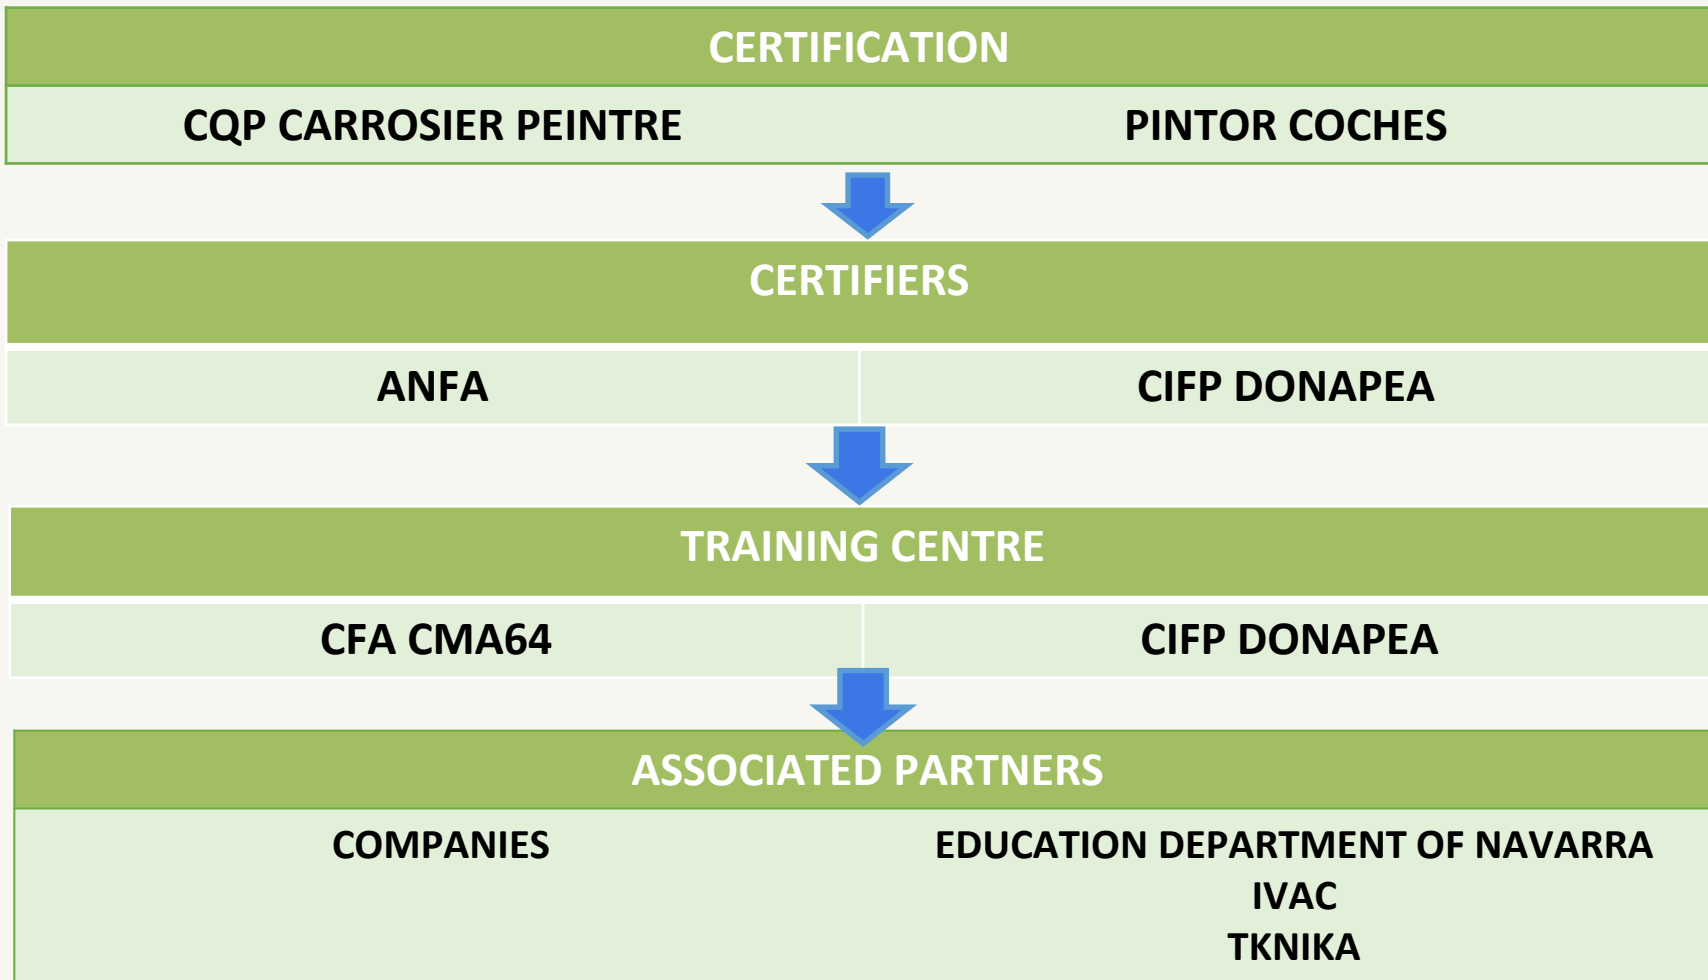 CERTIFICATION
CQP CARROSIER PEINTRE PINTOR COCHES
CERTIFIERS
ANFA CIFP DONAPEA
TRAINING CENTRE
CFA CMA64 CIFP DONAPEA
ASSOCIATED PARTNERS
COMPANIES EDUCATION DEPARTMENT OF NAVARRA
IVAC
TKNIKA